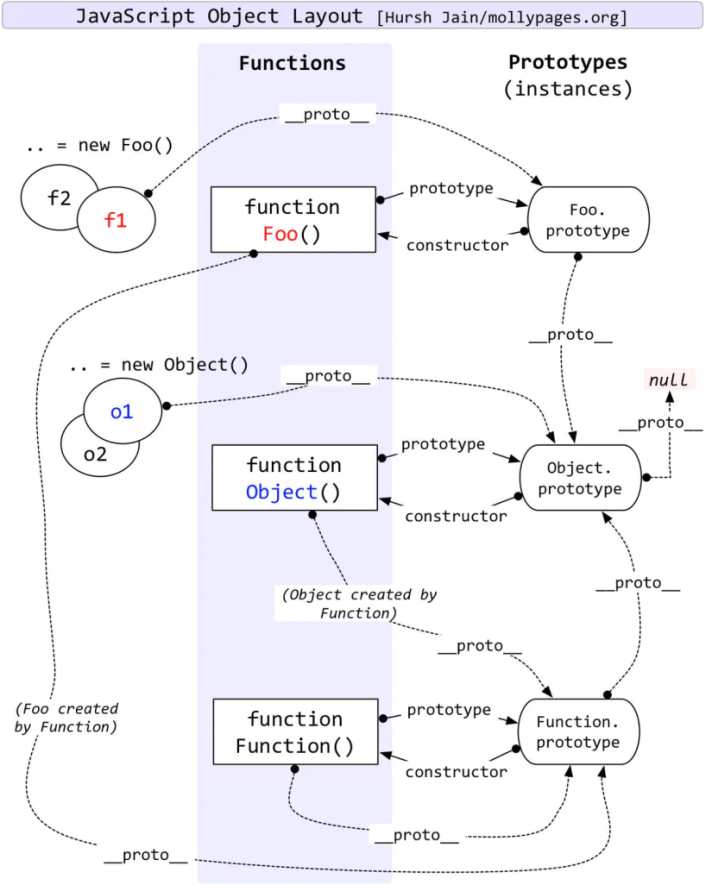 JavaScript Object Layout [Hursh Jain/mollypages.org]
Functions
Prototypes
(instances)
__proto__
.. = new Foo()
f2
f1
function
Foo()
prototype
constructor
Foo.
prototype
__proto__
.. = new Object()
__proto__
null
__proto__
o1
o2
function
Object()
prototype
constructor
Object.
prototype
(Object created by
Function)
__proto__
__proto__
(Foo created
by Function)
function
Function()
prototype
constructor
Function.
prototype
__proto__
__proto__